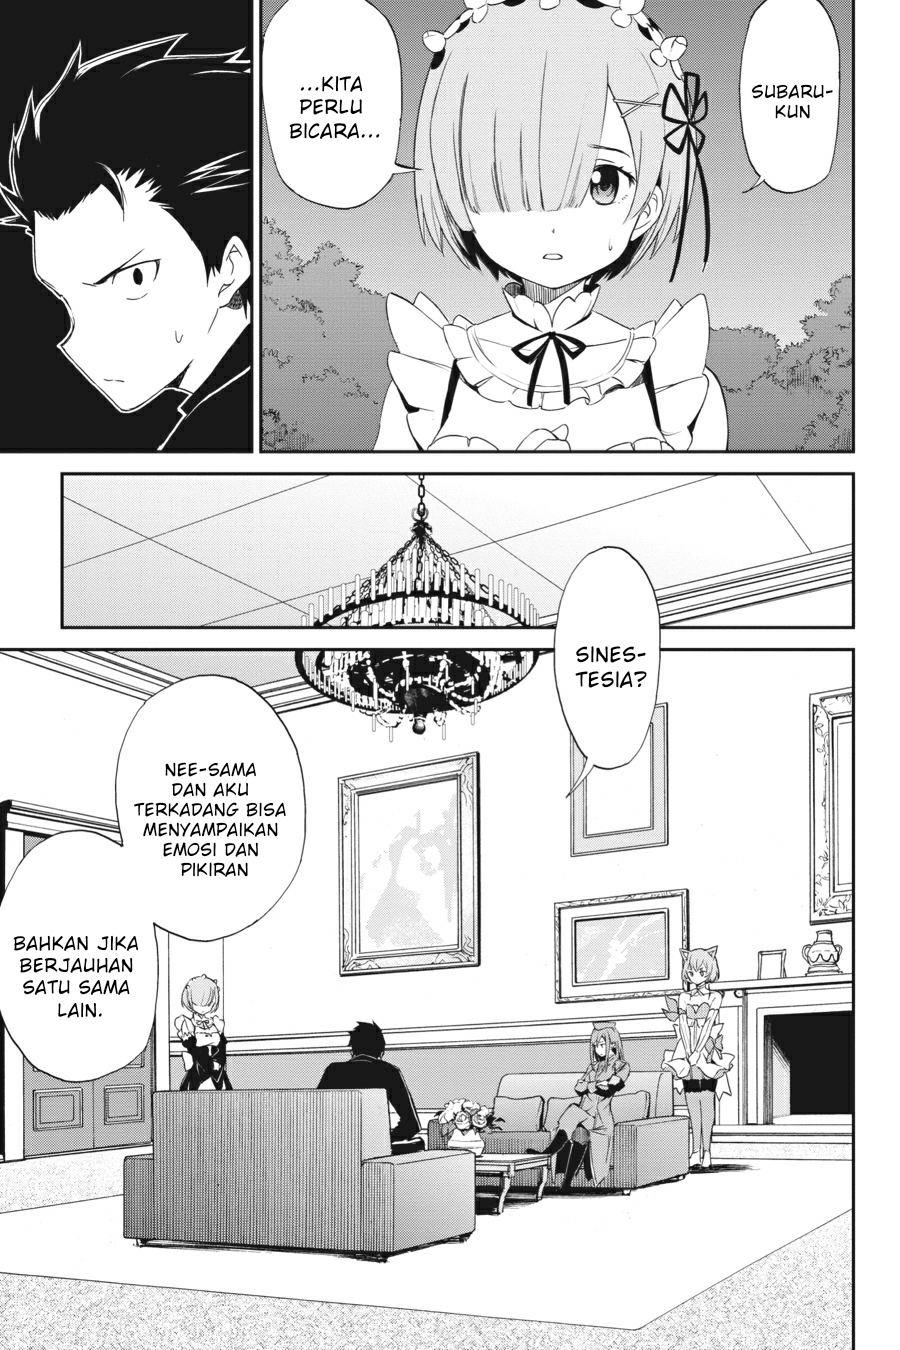 SUBARU-
KUN
...KITA
PERLU
BICARA...
SINES-
TESIA?
NEE-SAMA
DAN AKU
TERKADANG BISA
MENYAMPAIKAN
EMOSI DAN
PIKIRAN
BAHKAN JIKA
BERJAUHAN
SATU SAMA
LAIN.